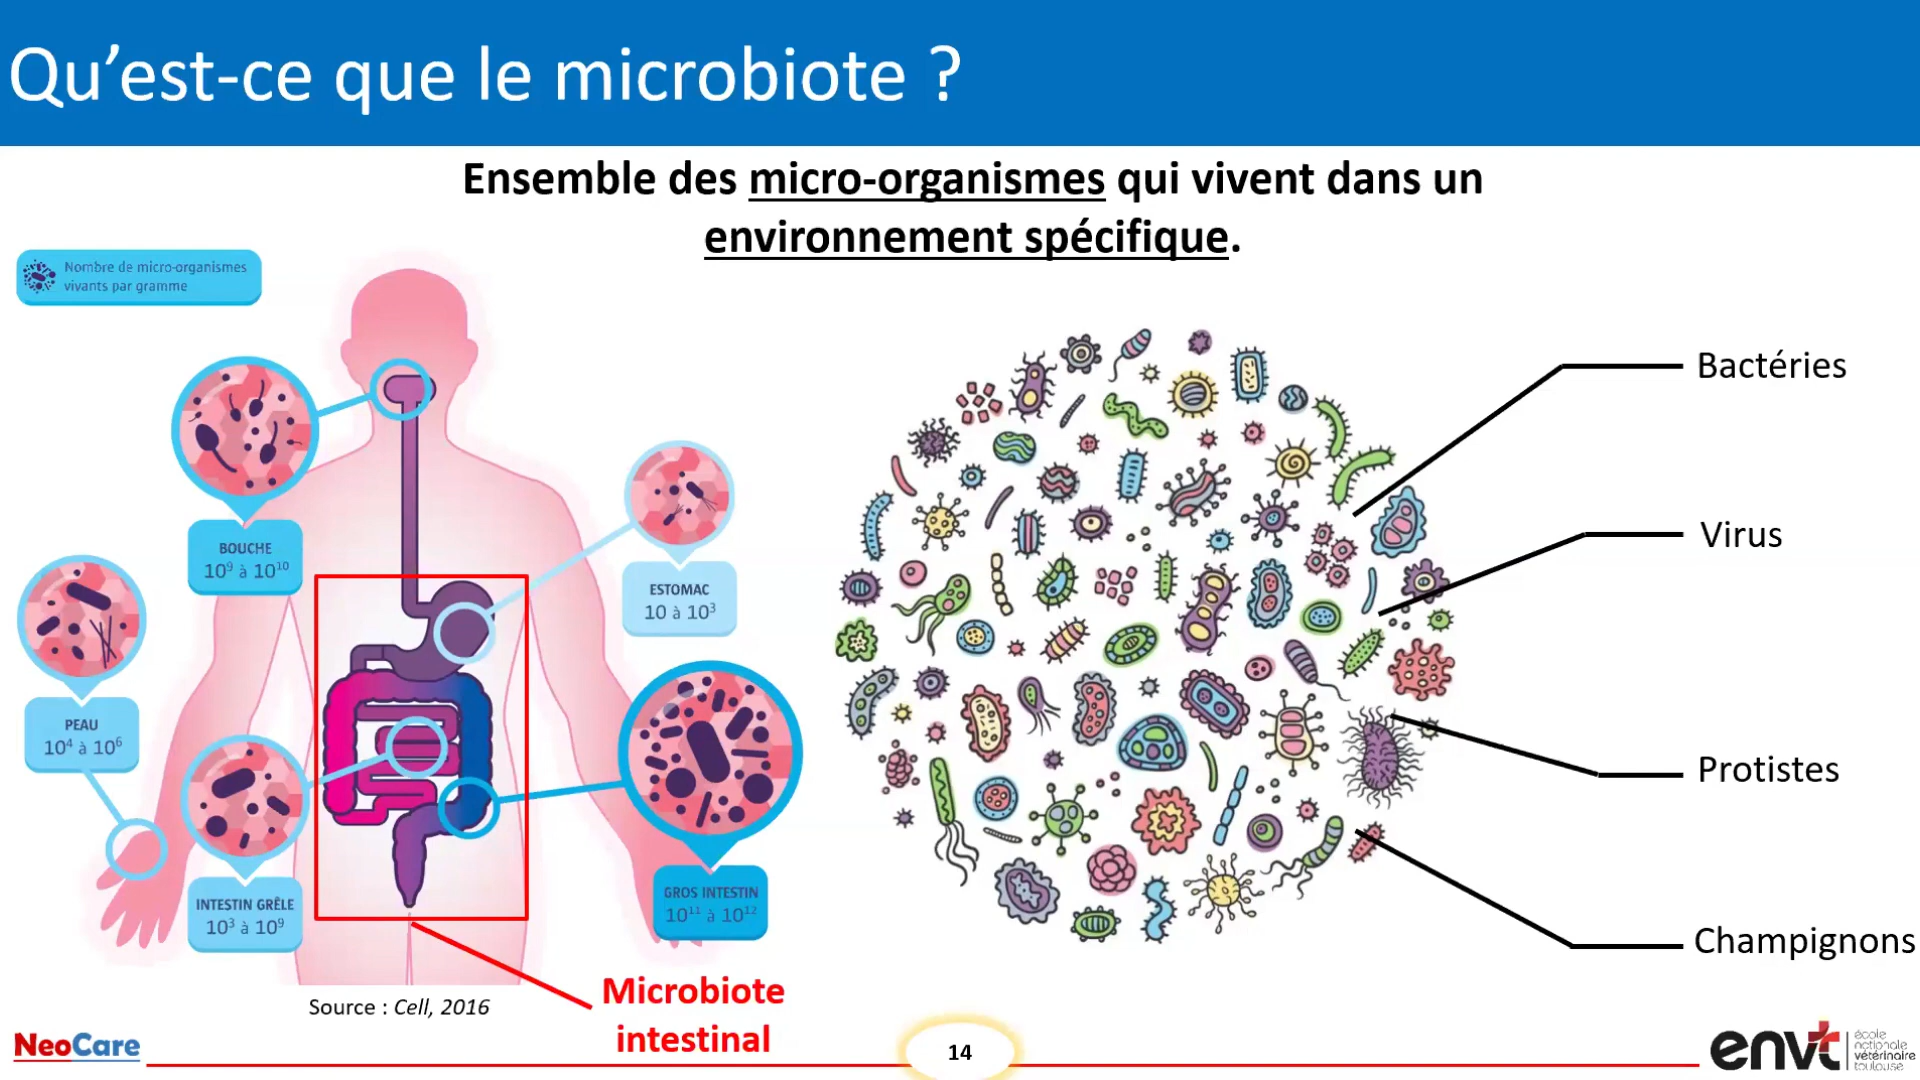 Qu’est-ce que le microbiote ?
Ensemble des micro-organismes qui vivent dans un
environnement spécifique.
Nombre de micro-organismes
vivants par gramme
BOUCHE
10⁹ à 10¹⁰
ESTOMAC
10 à 10³
PEAU
10⁴ à 10⁶
INTESTIN GRÊLE
10³ à 10⁹
GROS INTESTIN
10¹¹ à 10¹²
Bactéries
Virus
Protistes
Champignons
Source : Cell, 2016
Microbiote
intestinal
NeoCare
14
envt
école
nationale
vétérinaire
toulouse